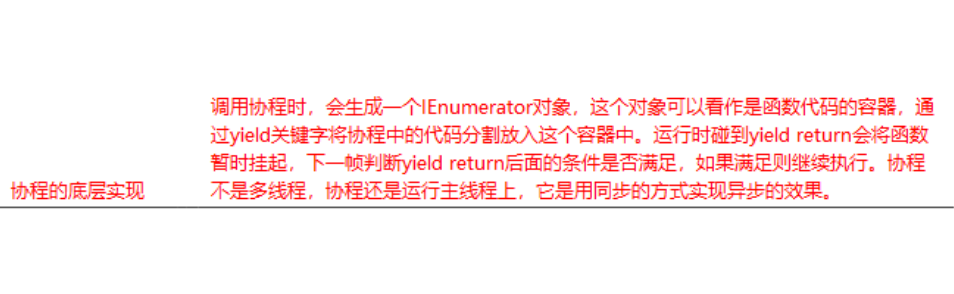 调用协程时，会生成一个IEnumerator对象，这个对象可以看作是函数代码的容器，通
过yield关键字将协程中的代码分割放入这个容器中。运行时碰到yield return会将函数
暂时挂起，下一帧判断yield return后面的条件是否满足，如果满足则继续执行。协程
协程的底层实现
不是多线程，协程还是运行主线程上，它是用同步的方式实现异步的效果。